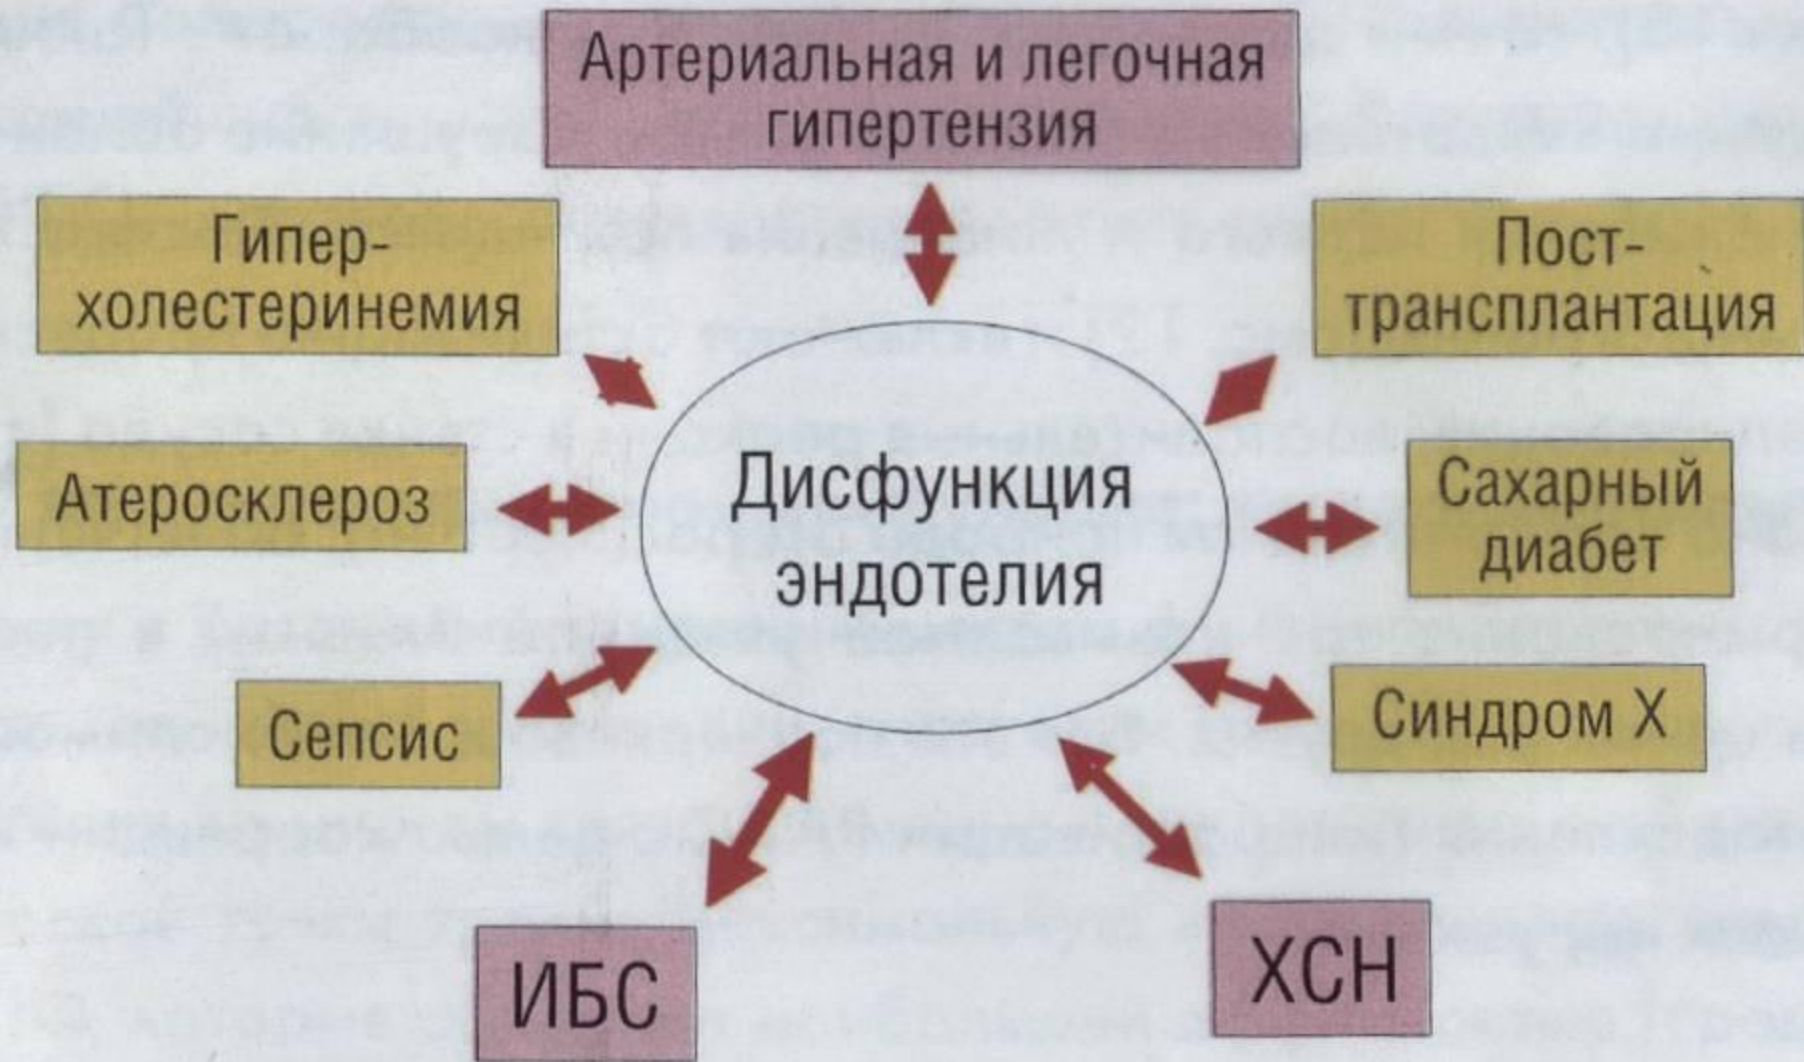 Артериальная и легочная
гипертензия
Гипер-
холестеринемия
Пост-
трансплантация
Атеросклероз
Дисфункция
эндотелия
Сахарный
диабет
Сепсис
Синдром X
ИБС
ХСН